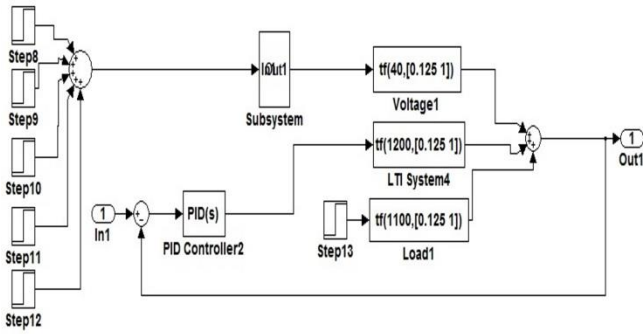 Step8
Step9
Step10
Step11
Step12
Out1
Subsystem
tf(40,[0.125 1])
Voltage1
tf(1200,[0.125 1])
LTI System4
tf(1100,[0.125 1])
Load1
Step13
1
In1
PID(s)
PID Controller2
1
Out1